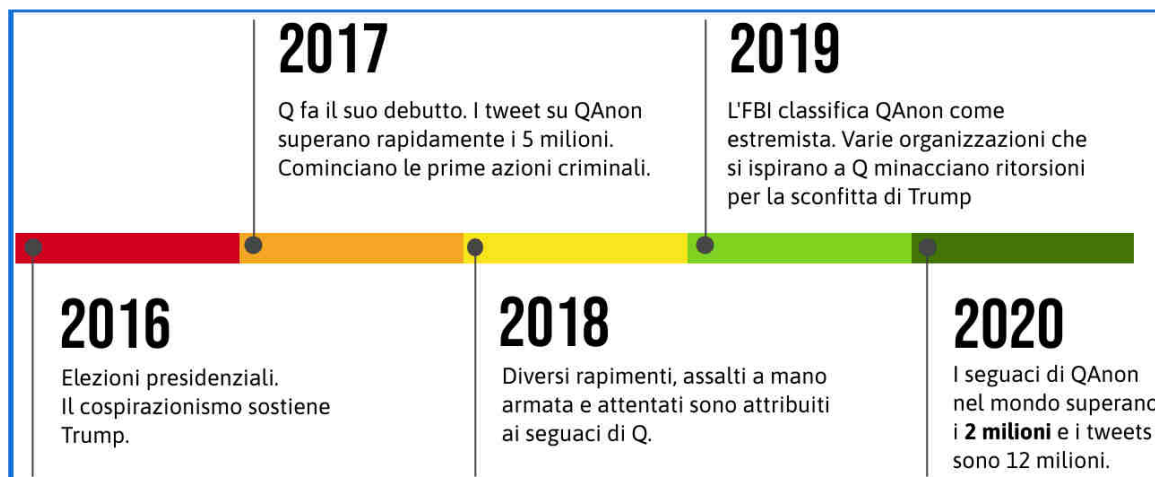 2017
Q fa il suo debutto. I tweet su QAnon
superano rapidamente i 5 milioni.
Cominciano le prime azioni criminali.
2019
L'FBI classifica QAnon come
estremista. Varie organizzazioni che
si ispirano a Q minacciano ritorsioni
per la sconfitta di Trump
2016
Elezioni presidenziali.
Il cospirazionismo sostiene
Trump.
2018
Diversi rapimenti, assalti a mano
armata e attentati sono attribuiti
ai seguaci di Q.
2020
I seguaci di QAnon
nel mondo superano
i 2 milioni e i tweets
sono 12 milioni.